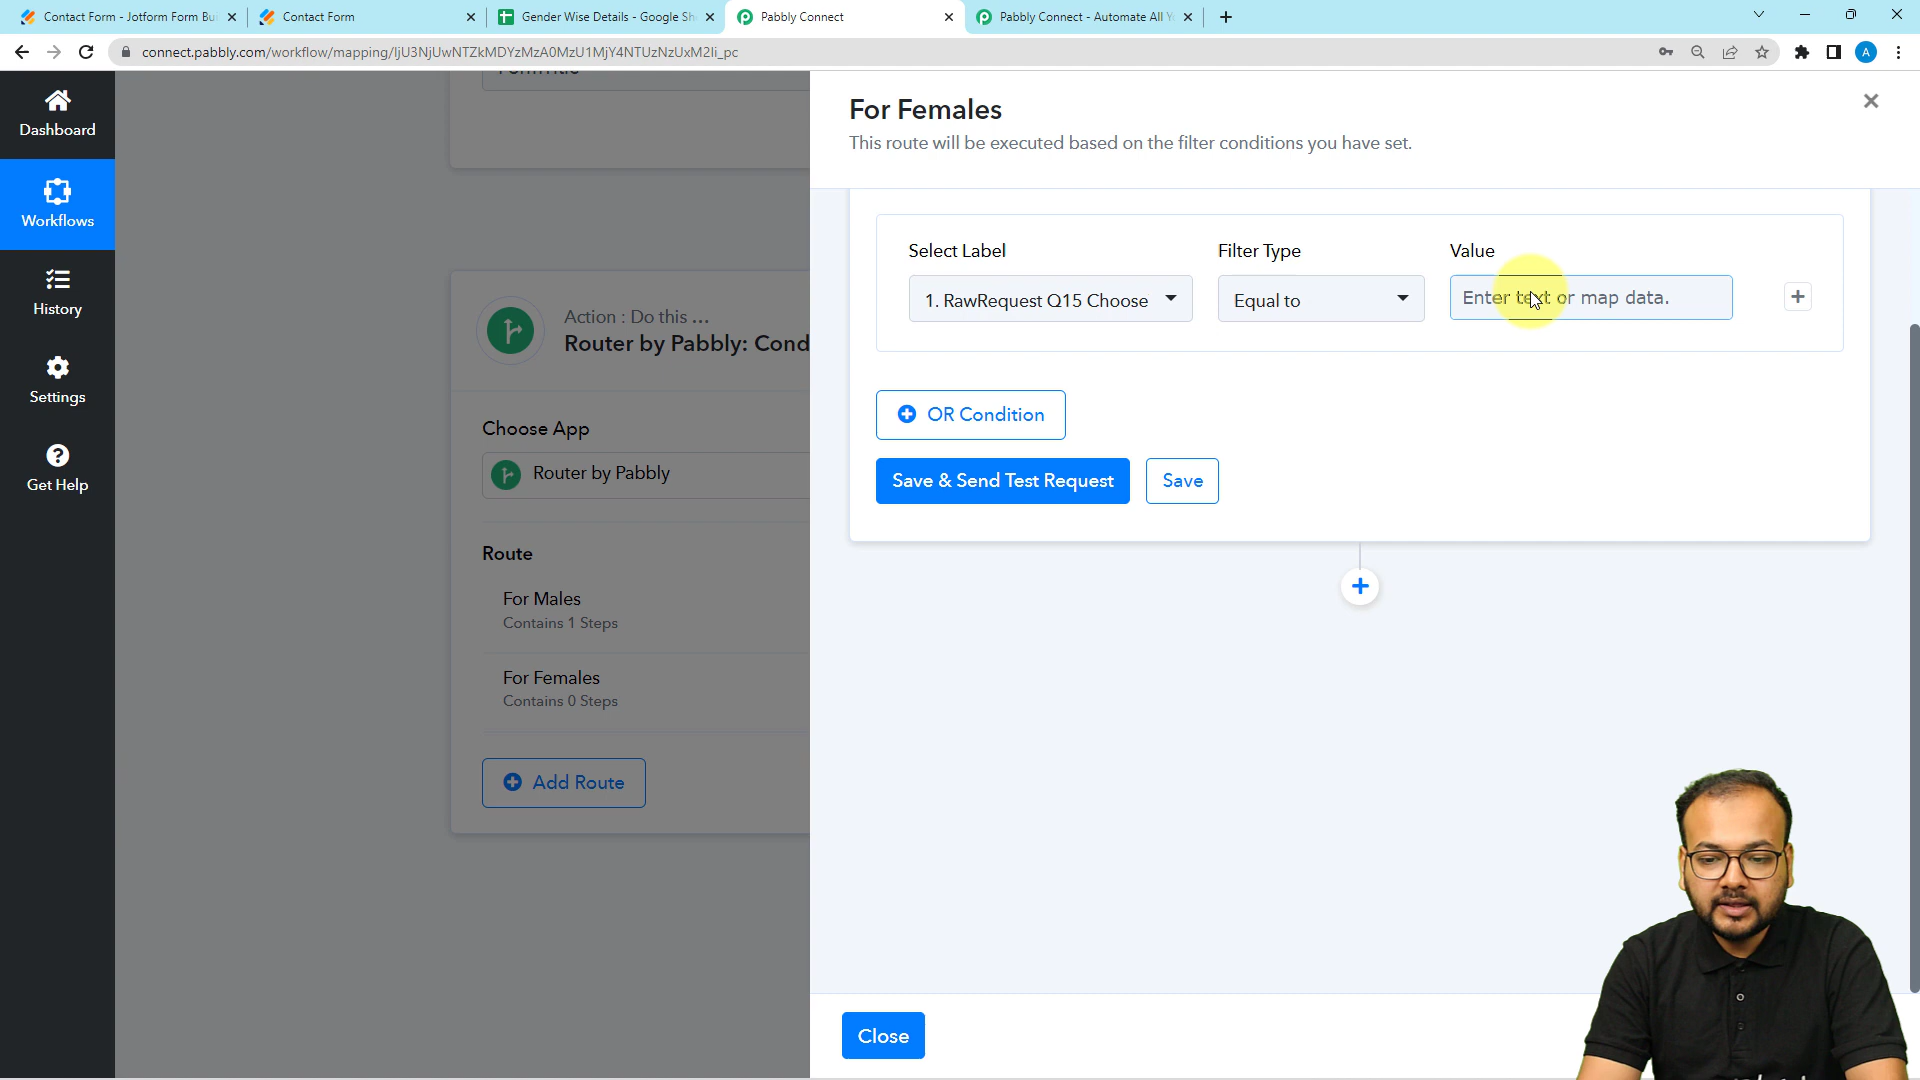 Contact Form - Jotform Form Bui
Contact Form
Gender Wise Details - Google Sh
Pabbly Connect
Pabbly Connect - Automate All Y
connect.pabbly.com/workflow/mapping/IjU3NjUwNTZkMDYzMzA0MzU1MjY4NTUzNzUxM2Ii_pc
A
Dashboard
Workflows
History
Settings
Get Help
Action : Do this ...
Router by Pabbly: Cond
Choose App
Router by Pabbly
Route
For Males
Contains 1 Steps
For Females
Contains 0 Steps
Add Route
For Females
This route will be executed based on the filter conditions you have set.
Select Label
Filter Type
Value
1. RawRequest Q15 Choose
Equal to
Enter text or map data.
OR Condition
Save & Send Test Request
Save
Close